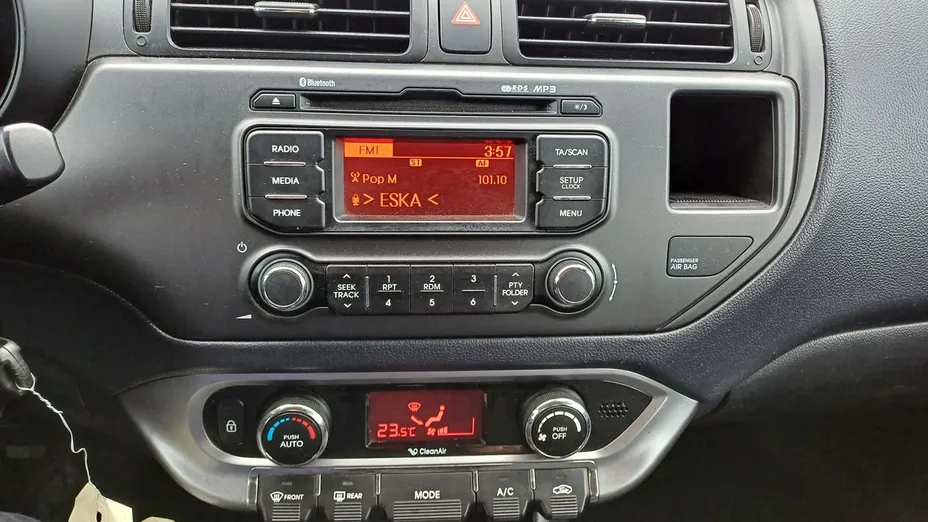 Bluetooth RDS MP3
RADIO
MEDIA
PHONE
FM1 3:57
ST AF
Pop M 101.10
> ESKA <
TA/SCAN
SETUP
CLOCK
MENU
PASSENGER
AIR BAG
SEEK
TRACK
1 2 3
RPT RDM
4 5 6
PTY
FOLDER
PUSH
AUTO
23.5°C
CleanAir
PUSH
OFF
FRONT REAR MODE A/C